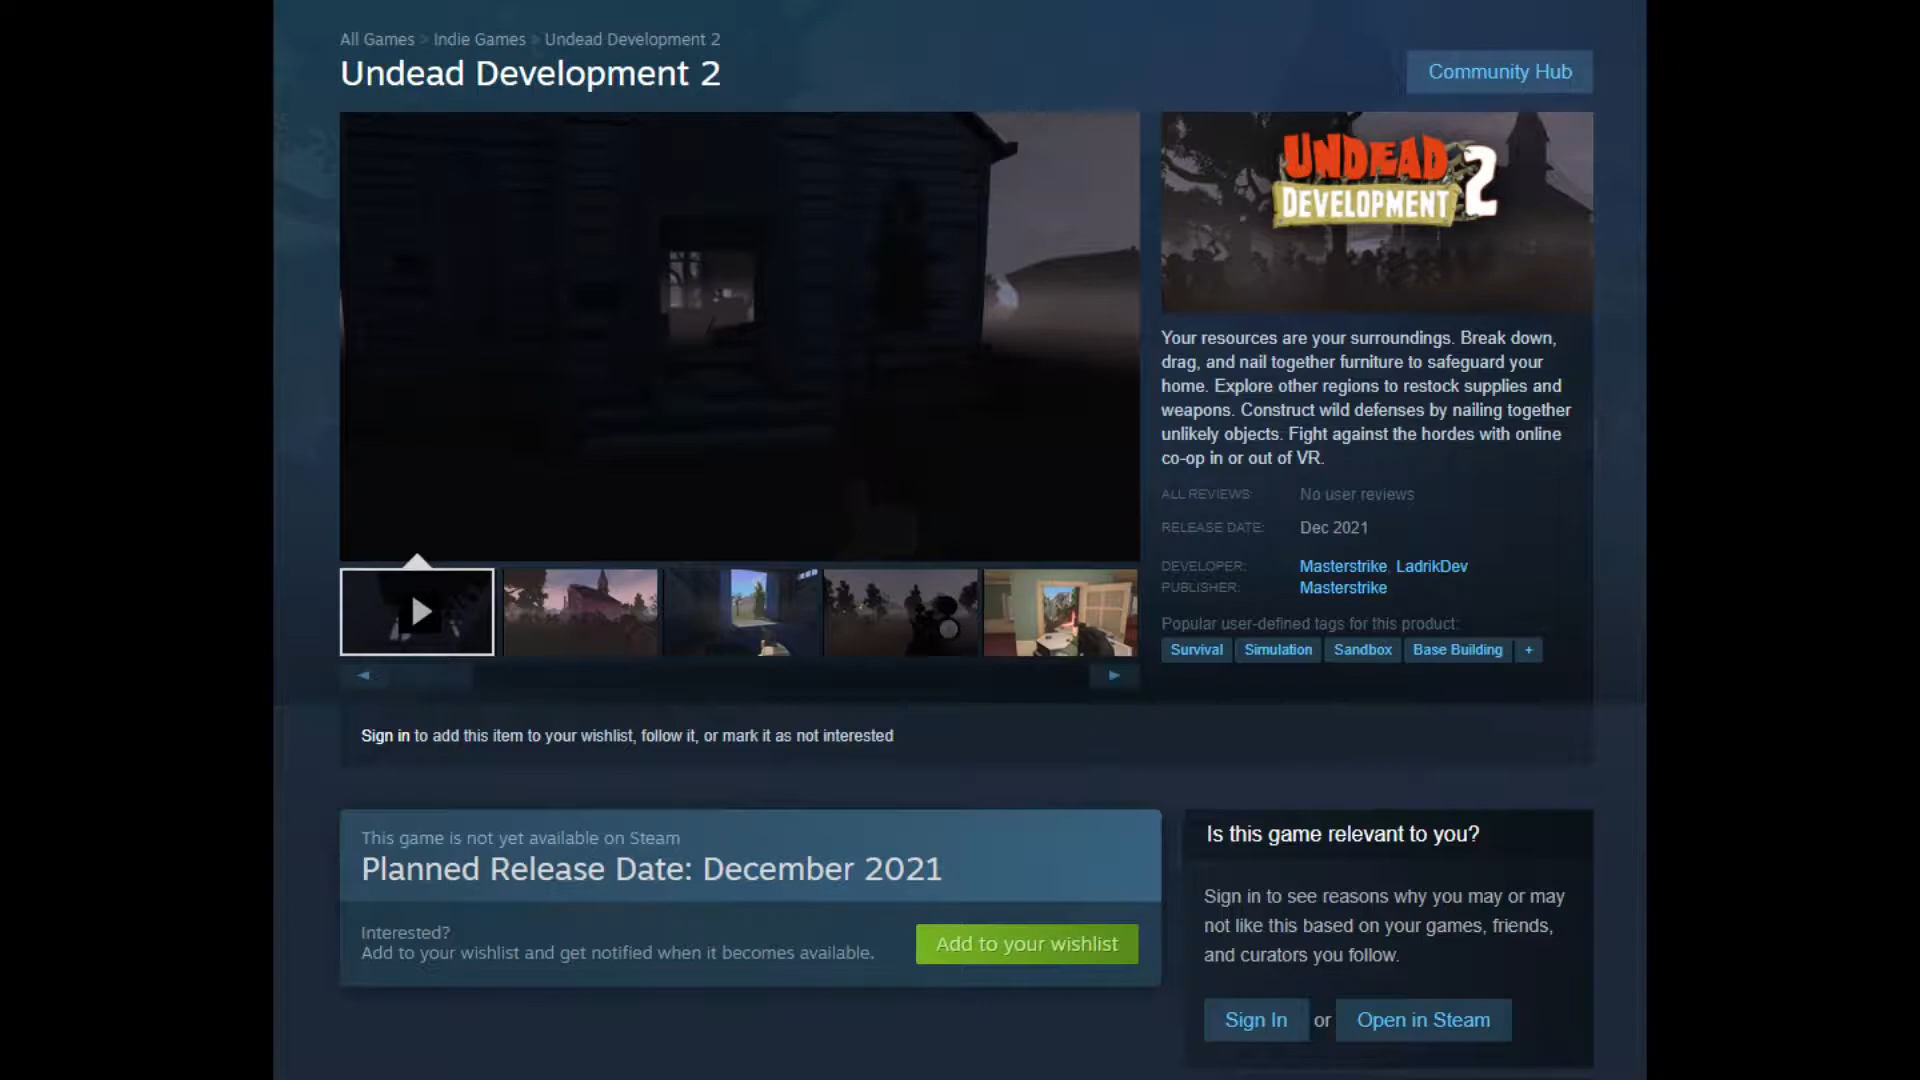 All Games > Indie Games > Undead Development 2
Undead Development 2
Community Hub
UNDEAD
DEVELOPMENT 2
Your resources are your surroundings. Break down,
drag, and nail together furniture to safeguard your
home. Explore other regions to restock supplies and
weapons. Construct wild defenses by nailing together
unlikely objects. Fight against the hordes with online
co-op in or out of VR.
ALL REVIEWS: No user reviews
RELEASE DATE: Dec 2021
DEVELOPER: Masterstrike, LadrikDev
PUBLISHER: Masterstrike
Popular user-defined tags for this product:
Survival Simulation Sandbox Base Building +
Sign in to add this item to your wishlist, follow it, or mark it as not interested
This game is not yet available on Steam
Planned Release Date: December 2021
Interested?
Add to your wishlist and get notified when it becomes available.
Add to your wishlist
Is this game relevant to you?
Sign in to see reasons why you may or may
not like this based on your games, friends,
and curators you follow.
Sign In or Open in Steam